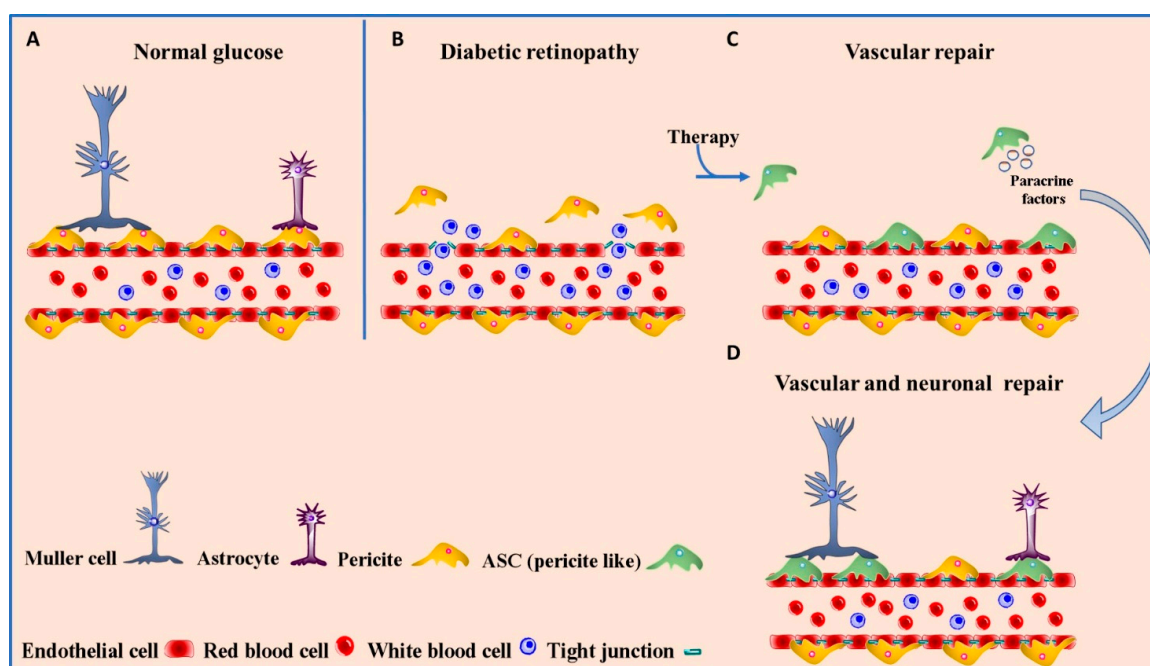 A
Normal glucose
B
Diabetic retinopathy
C
Vascular repair
Therapy
Paracrine
factors
D
Vascular and neuronal repair
Muller cell
Astrocyte
Pericite
ASC (pericite like)
Endothelial cell
Red blood cell
White blood cell
Tight junction